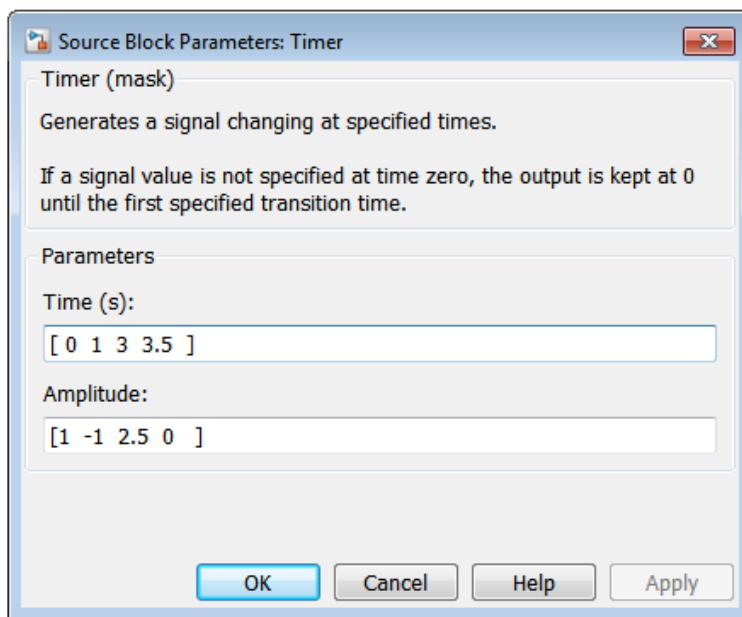 Source Block Parameters: Timer
Timer (mask)
Generates a signal changing at specified times.
If a signal value is not specified at time zero, the output is kept at 0
until the first specified transition time.
Parameters
Time (s):
[ 0 1 3 3.5 ]
Amplitude:
[1 -1 2.5 0 ]
OK Cancel Help Apply